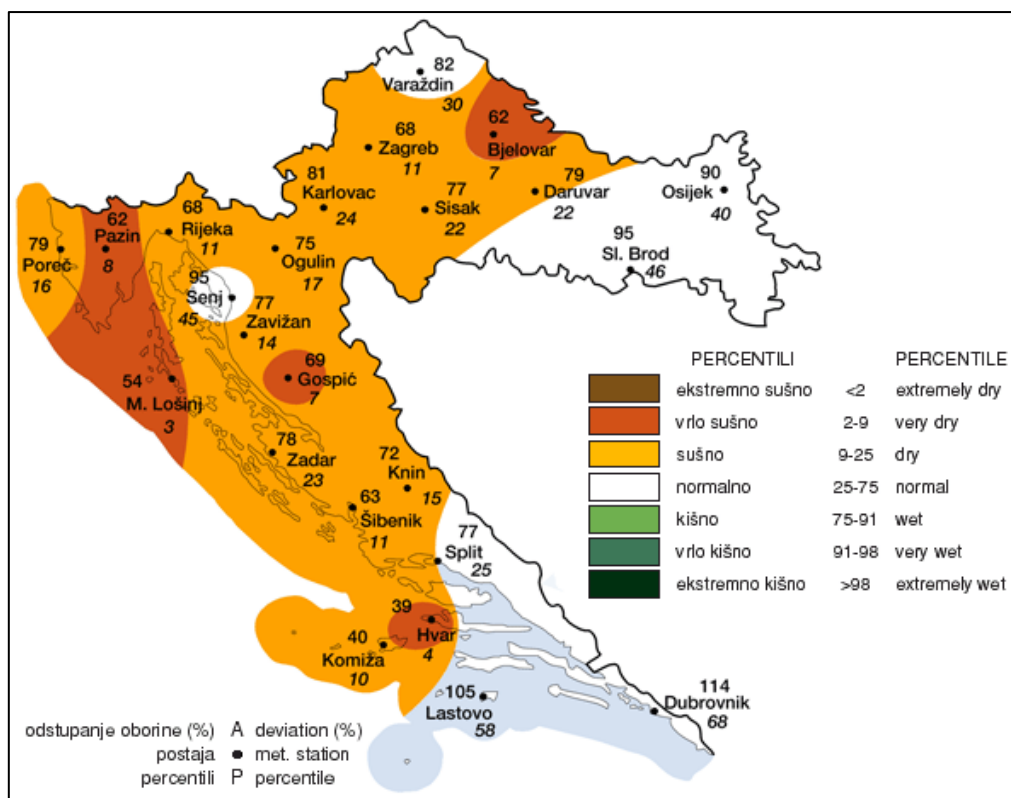 82
Varaždin
30
62
Bjelovar
7
68
Zagreb
11
81
Karlovac
24
77
Sisak
22
79
Daruvar
22
90
Osijek
40
95
Sl. Brod
46
62
Pazin
8
68
Rijeka
11
79
Poreč
16
75
Ogulin
17
95
Senj
45
77
Zavižan
14
69
Gospić
7
54
M. Lošinj
3
78
Zadar
23
72
Knin
15
63
Šibenik
11
77
Split
25
39
Hvar
4
40
Komiža
10
105
Lastovo
58
114
Dubrovnik
68
PERCENTILI PERCENTILE
ekstremno sušno <2 extremely dry
vrlo sušno 2-9 very dry
sušno 9-25 dry
normalno 25-75 normal
kišno 75-91 wet
vrlo kišno 91-98 very wet
ekstremno kišno >98 extremely wet
odstupanje oborine (%) A deviation (%)
postaja met. station
percentili P percentile